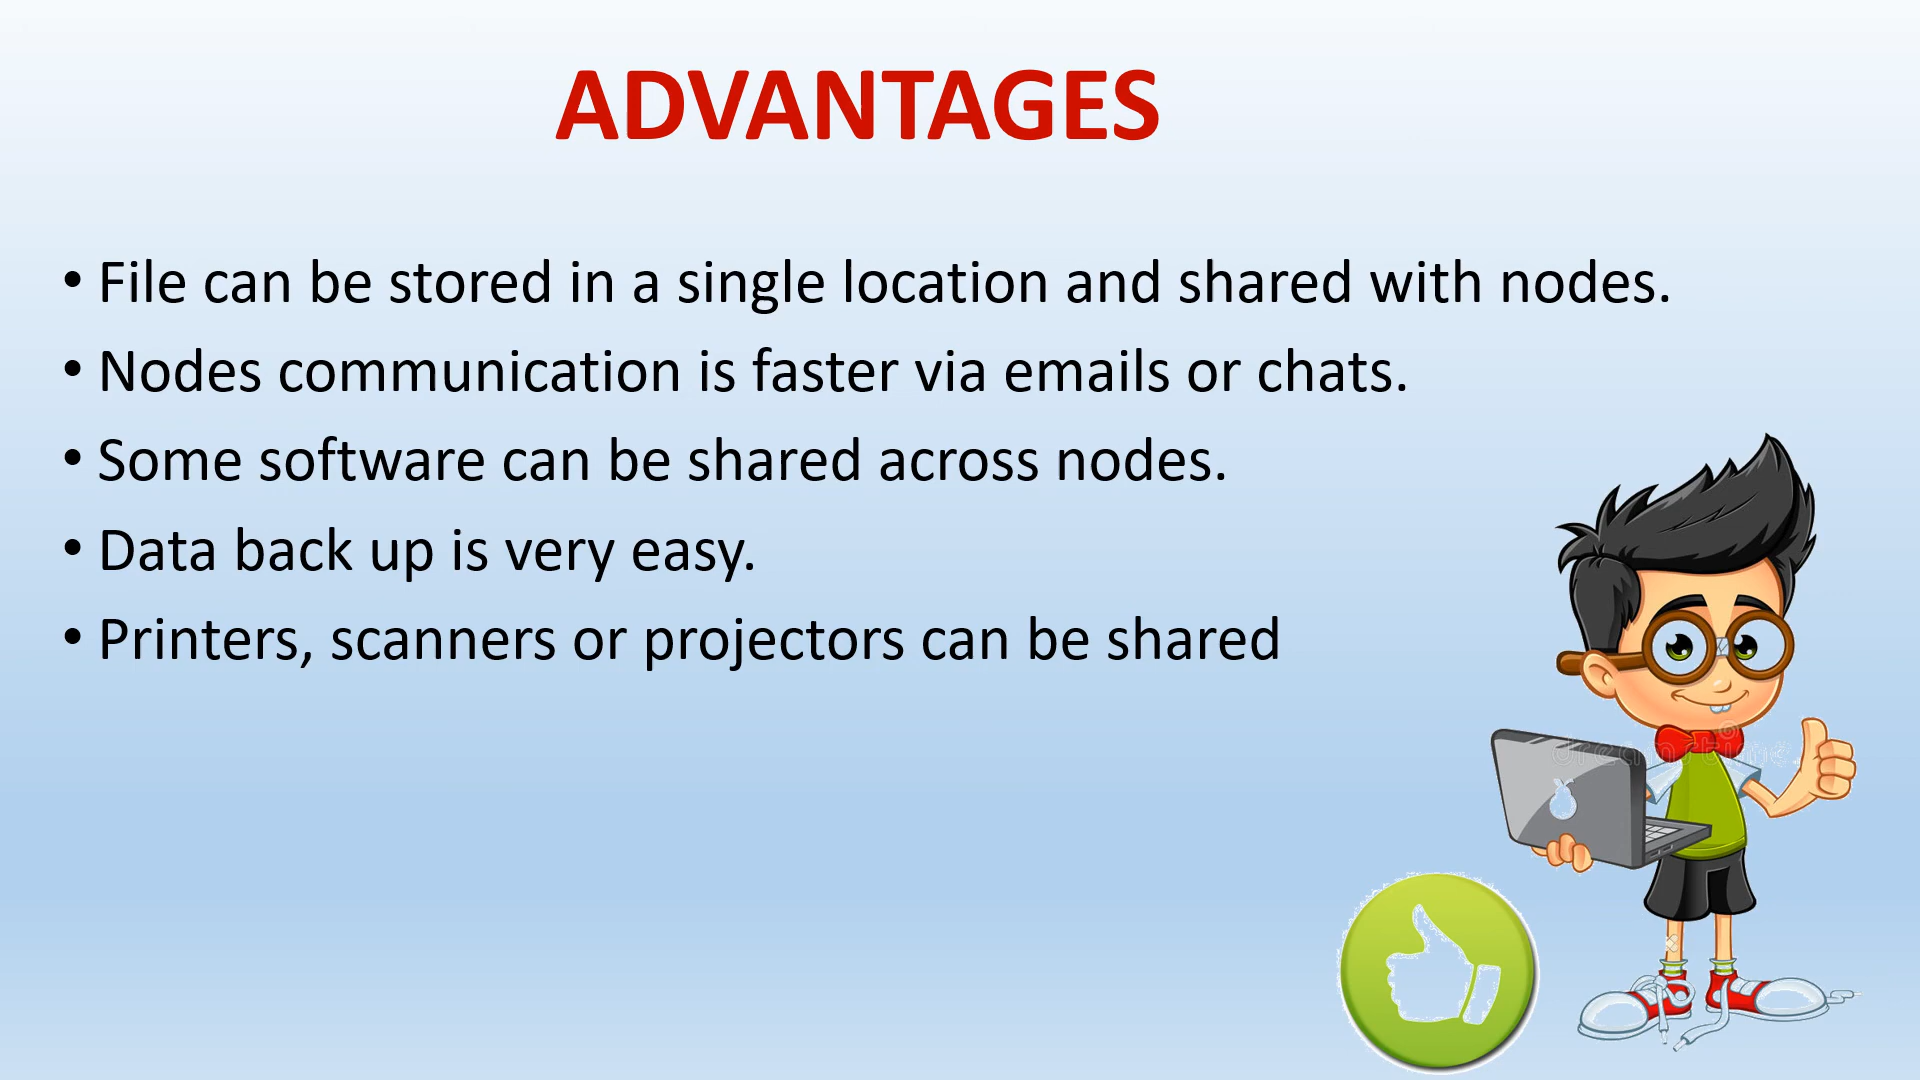 ADVANTAGES
• File can be stored in a single location and shared with nodes.
• Nodes communication is faster via emails or chats.
• Some software can be shared across nodes.
• Data back up is very easy.
• Printers, scanners or projectors can be shared
dreamstime.